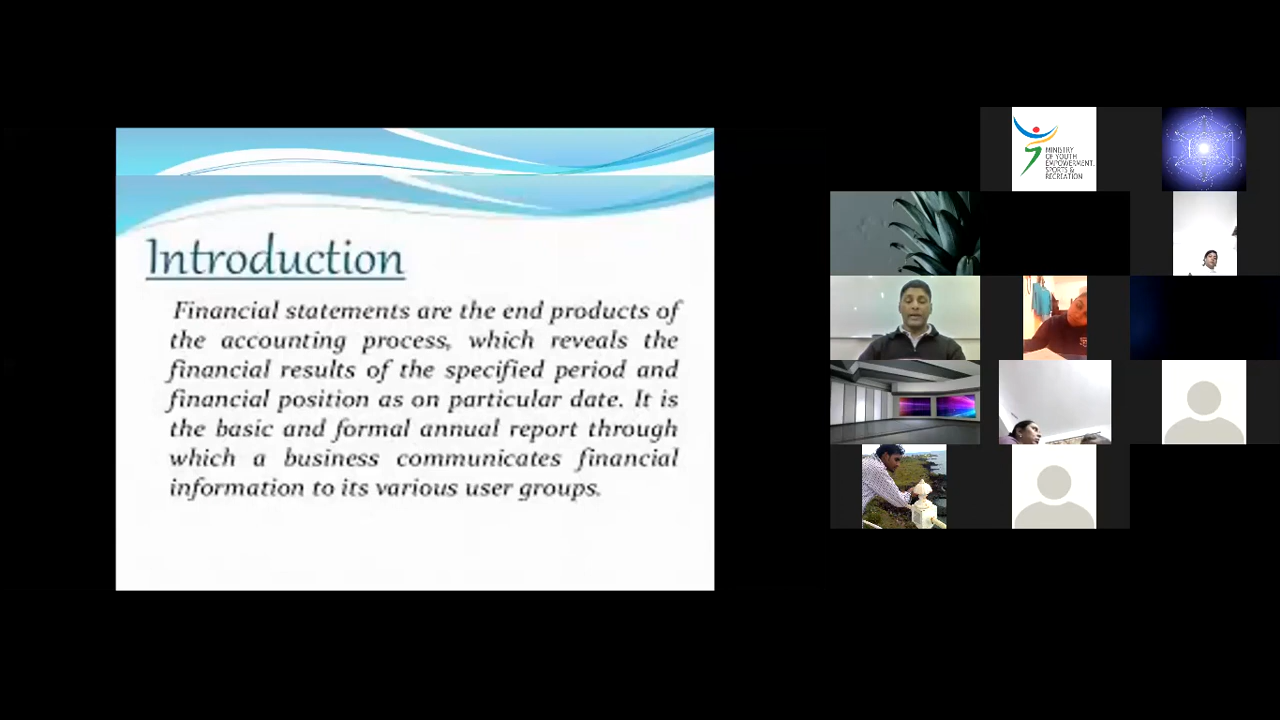 Introduction
Financial statements are the end products of
the accounting process, which reveals the
financial results of the specified period and
financial position as on particular date. It is
the basic and formal annual report through
which a business communicates financial
information to its various user groups.
MINISTRY
OF YOUTH
EMPOWERMENT,
SPORTS &
RECREATION